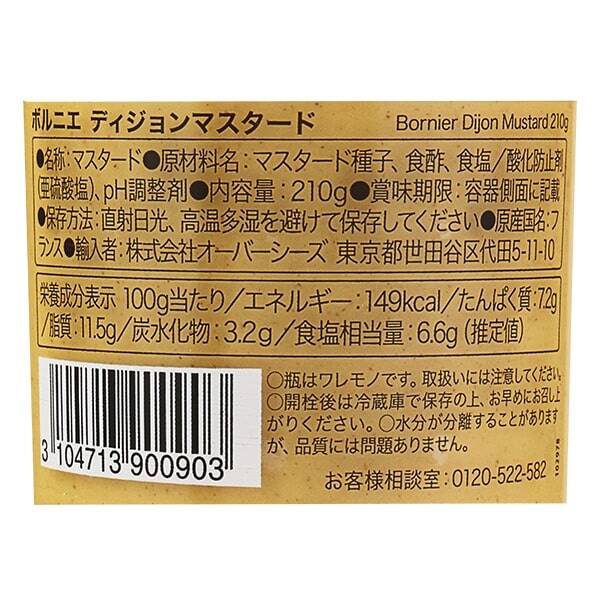 ボルニエ ディジョンマスタード Bornier Dijon Mustard 210g
●名称:マスタード●原材料名:マスタード種子、食酢、食塩/酸化防止剤
(亜硫酸塩)、pH調整剤●内容量:210g●賞味期限:容器側面に記載
●保存方法:直射日光、高温多湿を避けて保存してください●原産国名:フ
ランス●輸入者:株式会社オーバーシーズ 東京都世田谷区代田5-11-10
栄養成分表示 100g当たり/エネルギー:149kcal/たんぱく質:7.2g
/脂質:11.5g/炭水化物:3.2g/食塩相当量:6.6g(推定値)
○瓶はワレモノです。取扱いには注意してください。
○開栓後は冷蔵庫で保存の上、お早めにお召し上
がりください。○水分が分離することがあります
が、品質には問題ありません。
3 104713 900903
お客様相談室:0120-522-582
102978